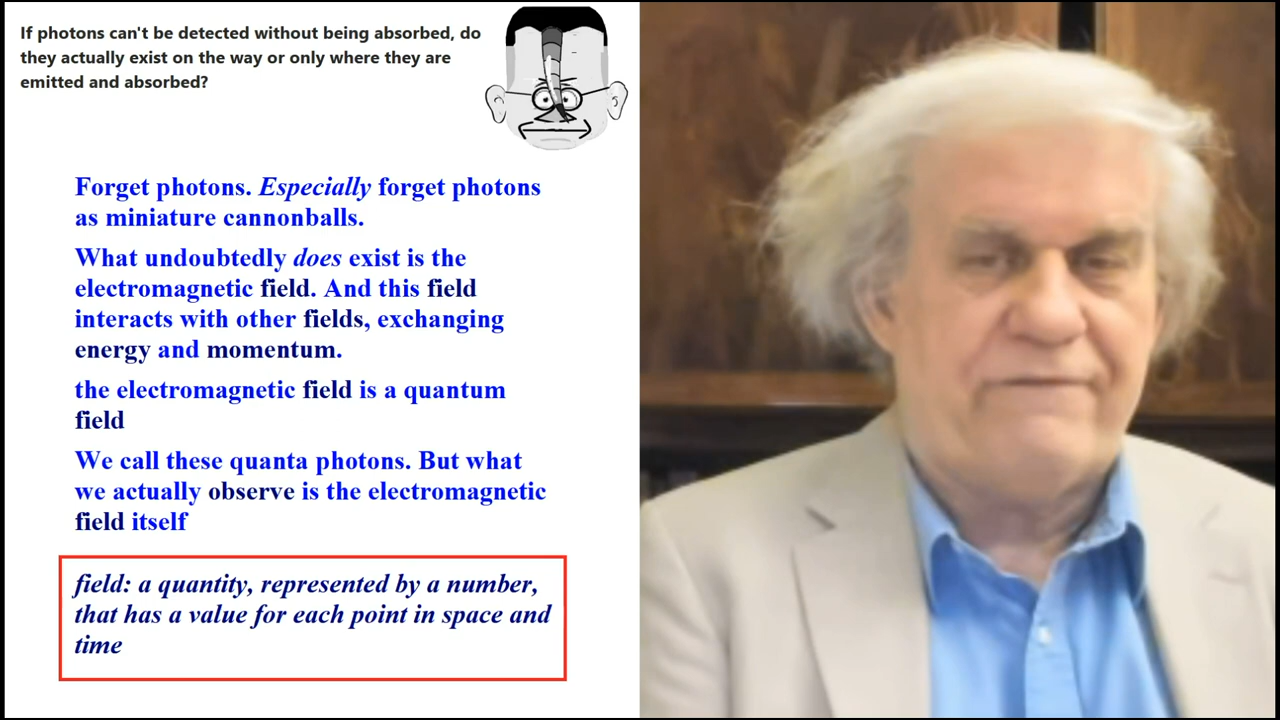 If photons can't be detected without being absorbed, do
they actually exist on the way or only where they are
emitted and absorbed?
Forget photons. Especially forget photons
as miniature cannonballs.
What undoubtedly does exist is the
electromagnetic field. And this field
interacts with other fields, exchanging
energy and momentum.
the electromagnetic field is a quantum
field
We call these quanta photons. But what
we actually observe is the electromagnetic
field itself
field: a quantity, represented by a number,
that has a value for each point in space and
time